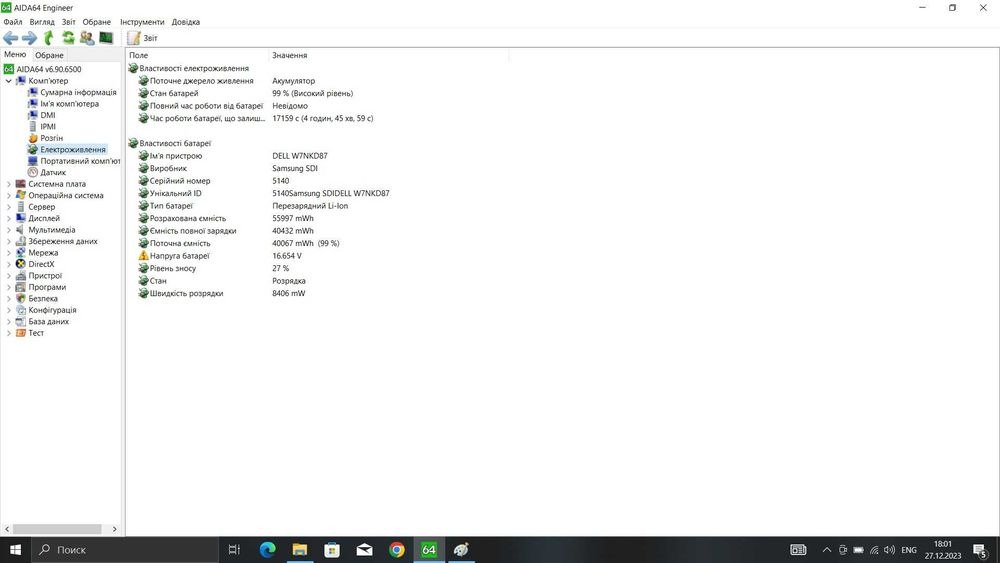 64 AIDA64 Engineer
Файл Вигляд Звіт Обране Інструменти Довідка
Звіт
Меню Обране
Поле Значення
64 AIDA64 v6.90.6500
Комп'ютер
Сумарна інформація
Ім'я комп'ютера
DMI
IPMI
Розгін
Електроживлення
Портативний комп'ют
Датчик
Системна плата
Операційна система
Сервер
Дисплей
Мультимедіа
Збереження даних
Мережа
DirectX
Пристрої
Програми
Безпека
Конфігурація
База даних
Тест
Властивості електроживлення
Поточне джерело живлення Акумулятор
Стан батарей 99 % (Високий рівень)
Повний час роботи від батареї Невідомо
Час роботи батареї, що залиш... 17159 с (4 годин, 45 хв, 59 с)
Властивості батареї
Ім'я пристрою DELL W7NKD87
Виробник Samsung SDI
Серійний номер 5140
Унікальний ID 5140Samsung SDIDELL W7NKD87
Тип батареї Перезарядний Li-Ion
Розрахована ємність 55997 mWh
Ємність повної зарядки 40432 mWh
Поточна ємність 40067 mWh (99 %)
Напруга батареї 16.654 V
Рівень зносу 27 %
Стан Розрядка
Швидкість розрядки 8406 mW
Поиск
64
ENG
18:01
27.12.2023
5